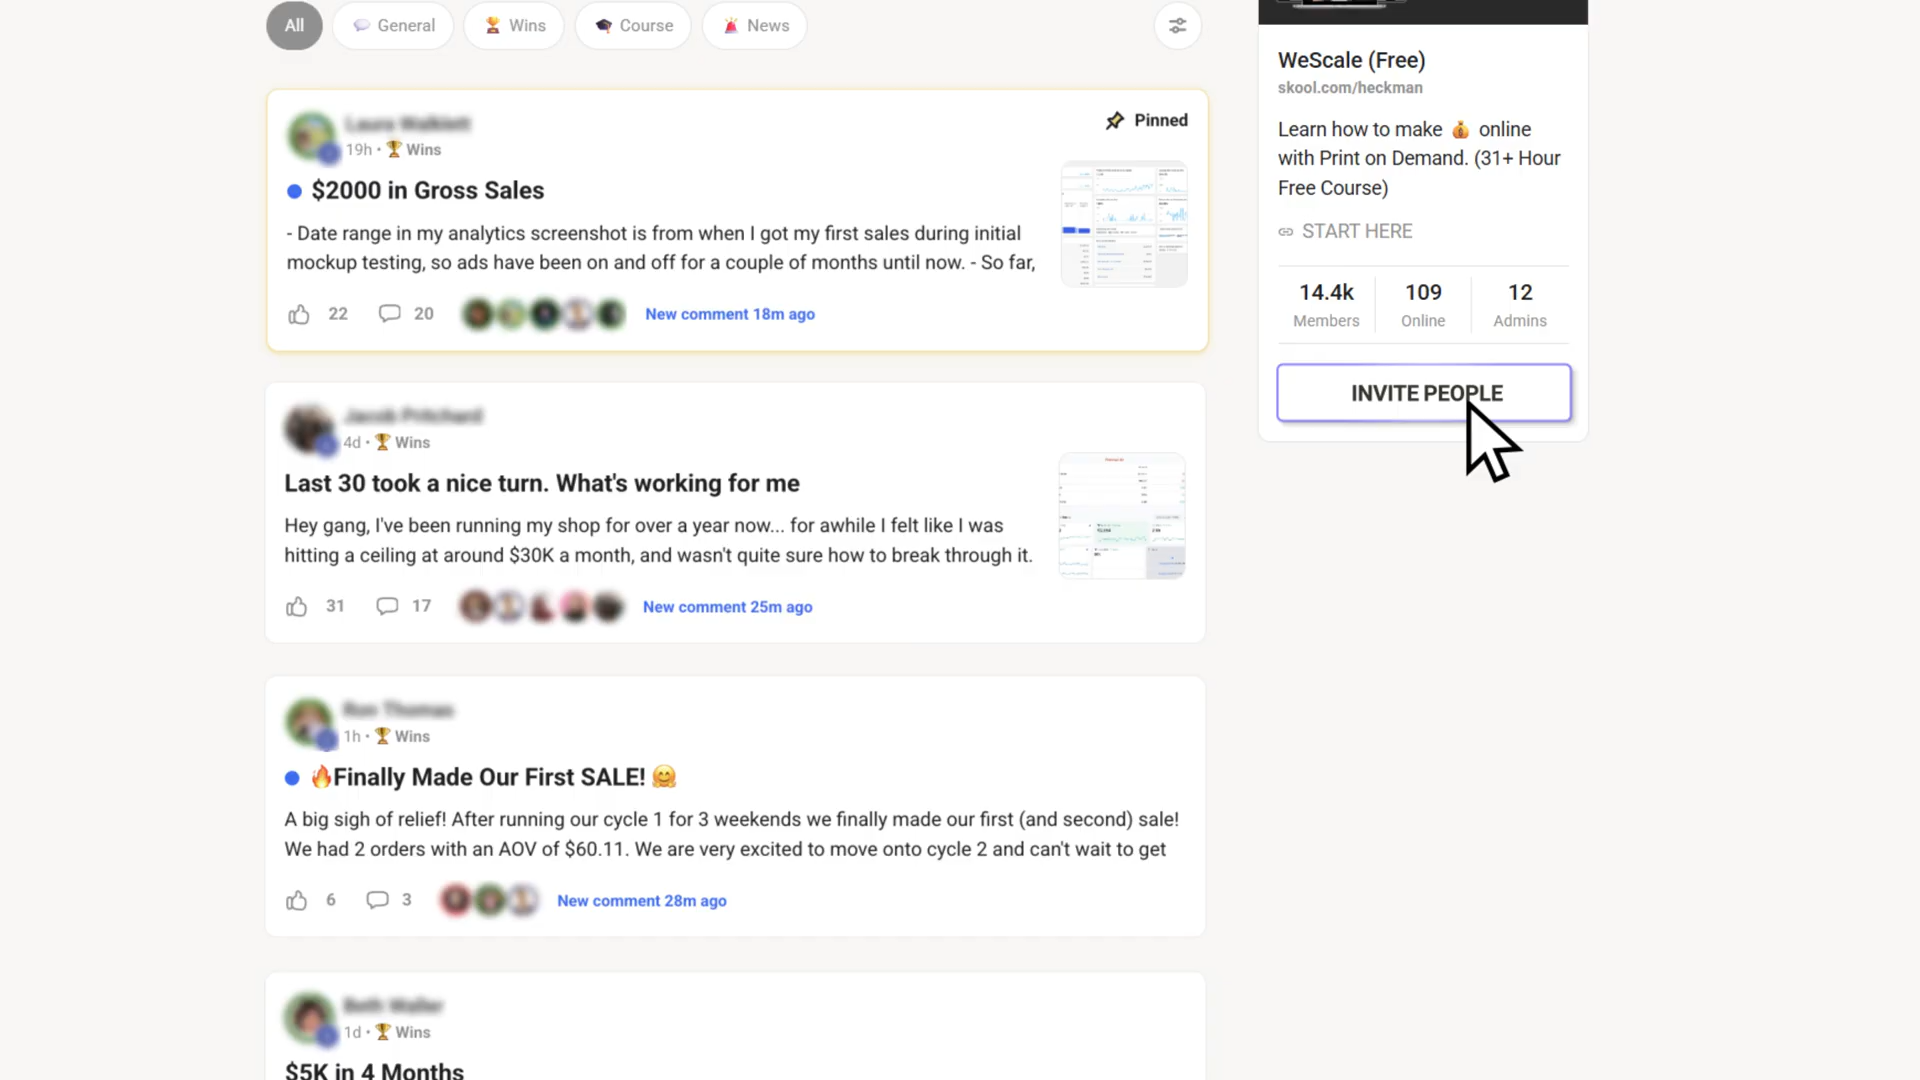 All
General
Wins
Course
News
Pinned
19h • Wins
$2000 in Gross Sales
- Date range in my analytics screenshot is from when I got my first sales during initial
mockup testing, so ads have been on and off for a couple of months until now. - So far,
22
20
New comment 18m ago
4d • Wins
Last 30 took a nice turn. What's working for me
Hey gang, I've been running my shop for over a year now... for awhile I felt like I was
hitting a ceiling at around $30K a month, and wasn't quite sure how to break through it.
31
17
New comment 25m ago
1h • Wins
🔥Finally Made Our First SALE! 🤗
A big sigh of relief! After running our cycle 1 for 3 weekends we finally made our first (and second) sale!
We had 2 orders with an AOV of $60.11. We are very excited to move onto cycle 2 and can't wait to get
6
3
New comment 28m ago
1d • Wins
$5K in 4 Months
WeScale (Free)
skool.com/heckman
Learn how to make 💰 online
with Print on Demand. (31+ Hour
Free Course)
START HERE
14.4k
Members
109
Online
12
Admins
INVITE PEOPLE